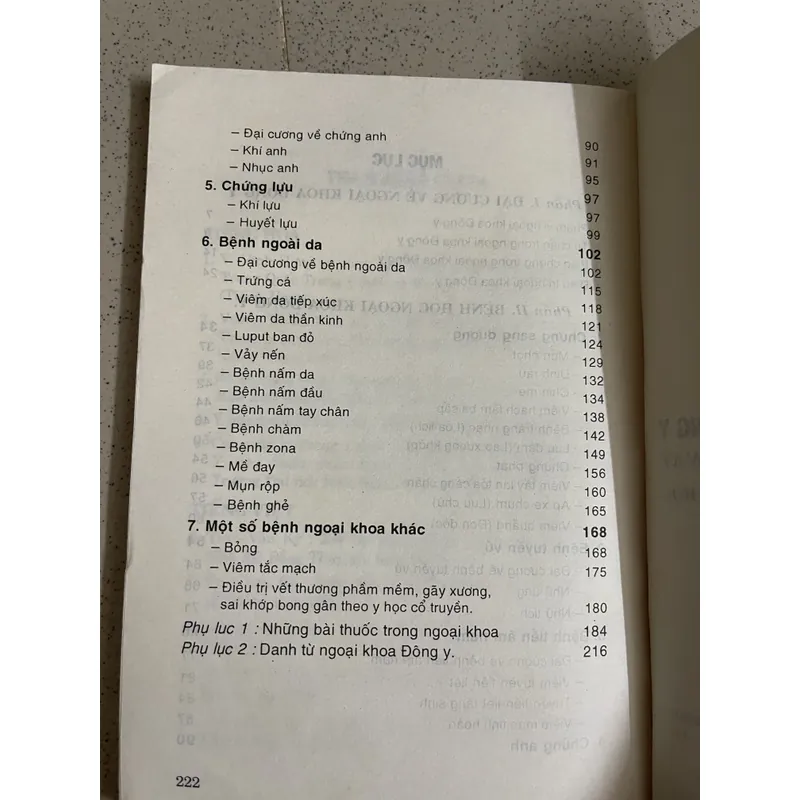 – Đại cương về chứng anh 90
– Khí anh 91
– Nhục anh 95
5. Chứng lựu 97
– Khí lựu 97
– Huyết lựu 99
6. Bệnh ngoài da 102
– Đại cương về bệnh ngoài da 102
– Trứng cá 115
– Viêm da tiếp xúc 118
– Viêm da thần kinh 121
– Luput ban đỏ 124
– Vảy nến 129
– Bệnh nấm da 132
– Bệnh nấm đầu 134
– Bệnh nấm tay chân 138
– Bệnh chàm 142
– Bệnh zona 149
– Mề đay 156
– Mụn rộp 160
– Bệnh ghẻ 165
7. Một số bệnh ngoại khoa khác 168
– Bỏng 168
– Viêm tắc mạch 175
– Điều trị vết thương phầm mềm, gãy xương,
sai khớp bong gân theo y học cổ truyền. 180
Phụ luc 1 : Những bài thuốc trong ngoại khoa 184
Phụ lục 2 : Danh từ ngoại khoa Đông y. 216
222